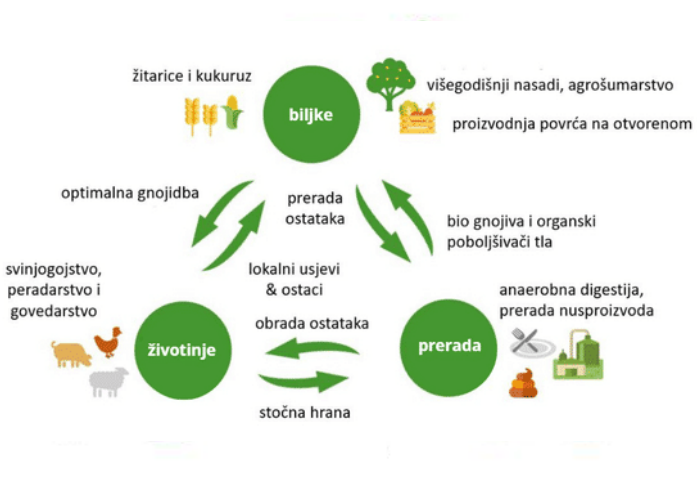 žitarice i kukuruz
biljke
višegodišnji nasadi, agrošumarstvo
proizvodnja povrća na otvorenom
optimalna gnojidba
prerada
ostataka
bio gnojiva i organski
poboljšivači tla
svinjogojstvo,
peradarstvo i
govedarstvo
lokalni usjevi
& ostaci
anaerobna digestija,
prerada nusproizvoda
obrada ostataka
životinje
prerada
stočna hrana